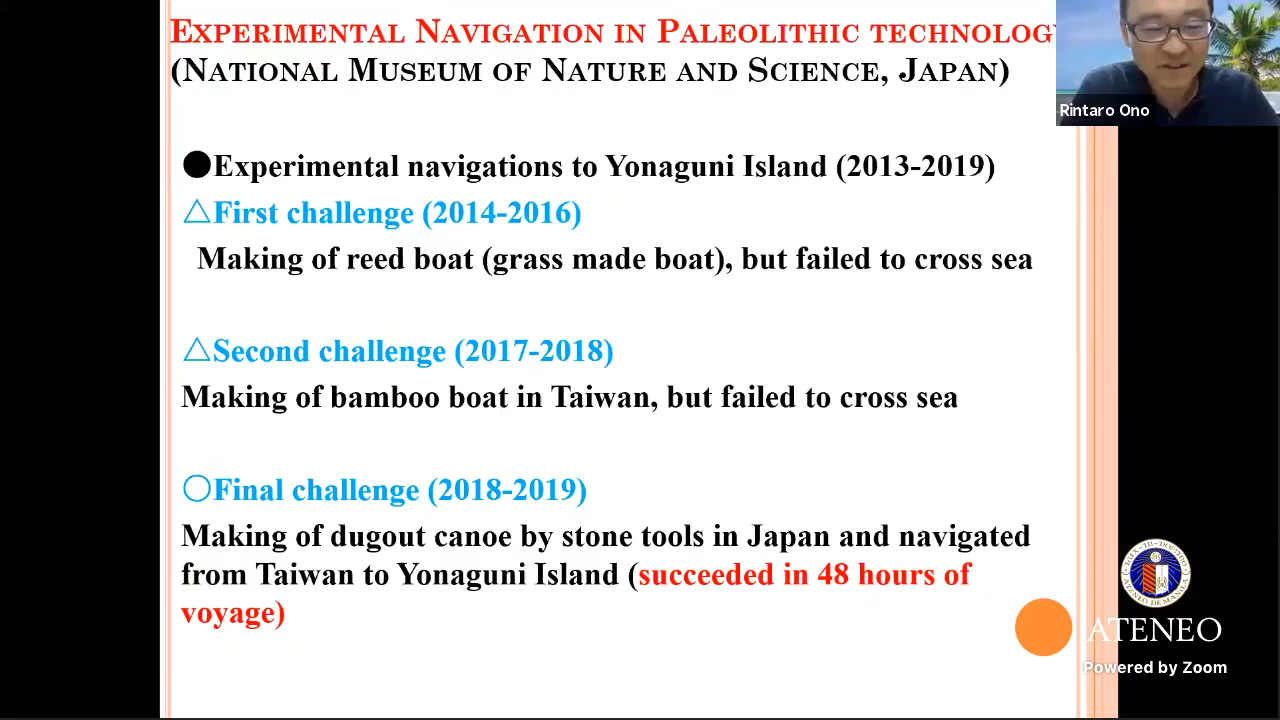 EXPERIMENTAL NAVIGATION IN PALEOLITHIC TECHNOLOGY
(NATIONAL MUSEUM OF NATURE AND SCIENCE, JAPAN)
Rintaro Ono
●Experimental navigations to Yonaguni Island (2013-2019)
△First challenge (2014-2016)
Making of reed boat (grass made boat), but failed to cross sea
△Second challenge (2017-2018)
Making of bamboo boat in Taiwan, but failed to cross sea
○Final challenge (2018-2019)
Making of dugout canoe by stone tools in Japan and navigated
from Taiwan to Yonaguni Island (succeeded in 48 hours of
voyage)
ATENEO
Powered by Zoom